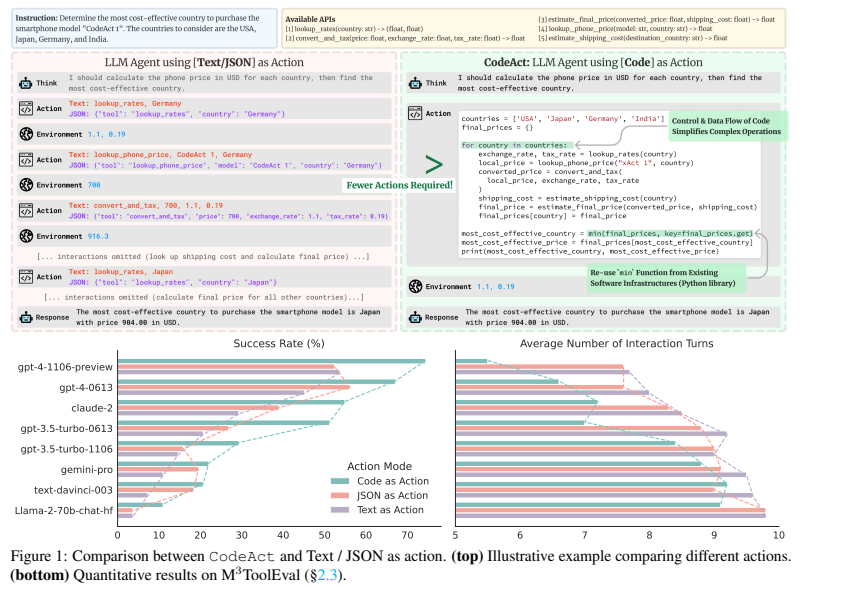 Instruction: Determine the most cost-effective country to purchase the
smartphone model "CodeAct 1". The countries to consider are the USA,
Japan, Germany, and India.
Available APIs
[1] lookup_rates(country: str) -> (float, float)
[2] convert_and_tax(price: float, exchange_rate: float, tax_rate: float) -> float
[3] estimate_final_price(converted_price: float, shipping_cost: float) -> float
[4] lookup_phone_price(model: str, country: str) -> float
[5] estimate_shipping_cost(destination_country: str) -> float
LLM Agent using [Text/JSON] as Action
Think
I should calculate the phone price in USD for each country, then find the
most cost-effective country.
Action
Text: lookup_rates, Germany
JSON: {"tool": "lookup_rates", "country": "Germany"}
Environment 1.1, 0.19
Action
Text: lookup_phone_price, CodeAct 1, Germany
JSON: {"tool": "lookup_phone_price", "model": "CodeAct 1", "country": "Germany"}
Environment 700
Action
Text: convert_and_tax, 700, 1.1, 0.19
JSON: {"tool": "convert_and_tax", "price": 700, "exchange_rate": 1.1, "tax_rate": 0.19}
Environment 916.3
[... interactions omitted (look up shipping cost and calculate final price) ...]
Action
Text: lookup_rates, Japan
JSON: {"tool": "lookup_rates", "country": "Japan"}
[... interactions omitted (calculate final price for all other countries)...]
Response
The most cost-effective country to purchase the smartphone model is Japan
with price 904.00 in USD.
>
Fewer Actions Required!
CodeAct: LLM Agent using [Code] as Action
Think
I should calculate the phone price in USD for each country, then find the
most cost-effective country.
Action
countries = ['USA', 'Japan', 'Germany', 'India']
final_prices = {}
for country in countries:
exchange_rate, tax_rate = lookup_rates(country)
local_price = lookup_phone_price("xAct 1", country)
converted_price = convert_and_tax(
local_price, exchange_rate, tax_rate
)
shipping_cost = estimate_shipping_cost(country)
final_price = estimate_final_price(converted_price, shipping_cost)
final_prices[country] = final_price
most_cost_effective_country = min(final_prices, key=final_prices.get)
most_cost_effective_price = final_prices[most_cost_effective_country]
print(most_cost_effective_country, most_cost_effective_price)
Control & Data Flow of Code
Simplifies Complex Operations
Re-use `min` Function from Existing
Software Infrastructures (Python library)
Environment 1.1, 0.19
Response
The most cost-effective country to purchase the smartphone model is Japan
with price 904.00 in USD.
Success Rate (%)
gpt-4-1106-preview
gpt-4-0613
claude-2
gpt-3.5-turbo-0613
gpt-3.5-turbo-1106
gemini-pro
text-davinci-003
Llama-2-70b-chat-hf
0 10 20 30 40 50 60 70
Action Mode
Code as Action
JSON as Action
Text as Action
Average Number of Interaction Turns
5 6 7 8 9 10
Figure 1: Comparison between CodeAct and Text / JSON as action. (top) Illustrative example comparing different actions.
(bottom) Quantitative results on M³ToolEval (§2.3).